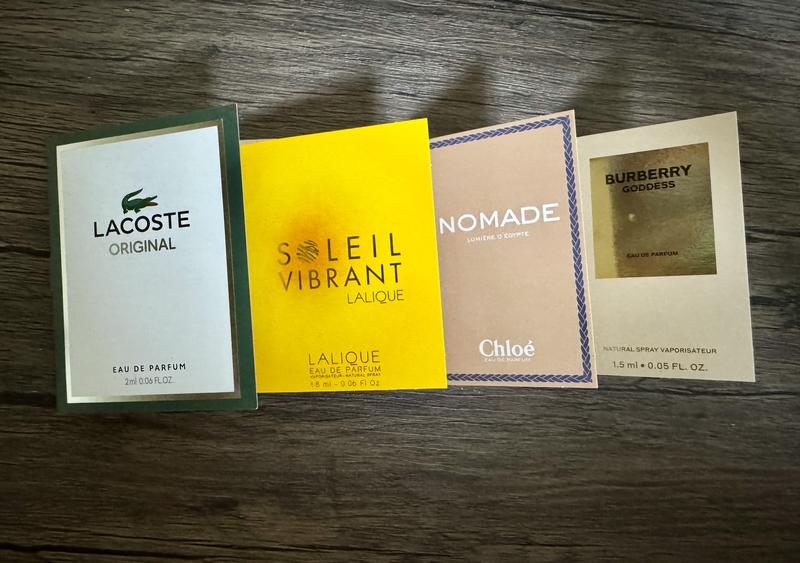 LACOSTE
ORIGINAL
EAU DE PARFUM
2ml 0.06 FL.OZ.
SOLEIL
VIBRANT
LALIQUE
LALIQUE
EAU DE PARFUM
VAPORISATEUR - NATURAL SPRAY
1.8 ml - 0.06 Fl Oz
NOMADE
LUMIÈRE D'ÉGYPTE
Chloé
EAU DE PARFUM
BURBERRY
GODDESS
EAU DE PARFUM
NATURAL SPRAY VAPORISATEUR
1.5 ml • 0.05 FL. OZ.